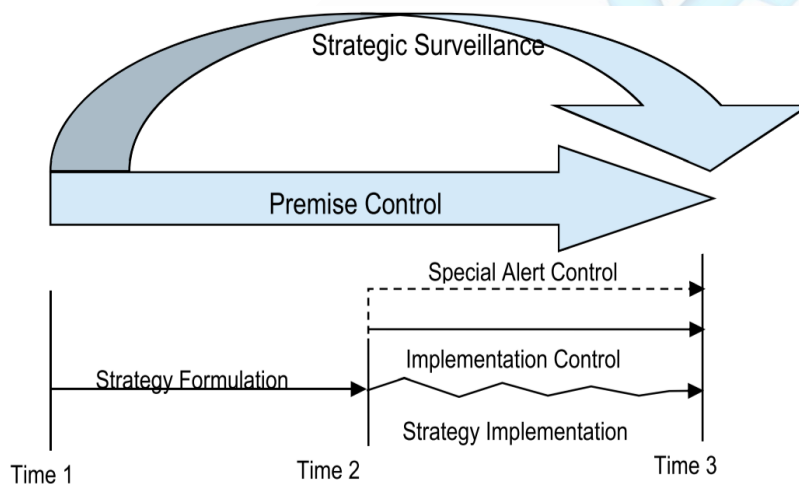 Strategic Surveillance
Premise Control
Special Alert Control
Implementation Control
Strategy Formulation
Strategy Implementation
Time 1
Time 2
Time 3